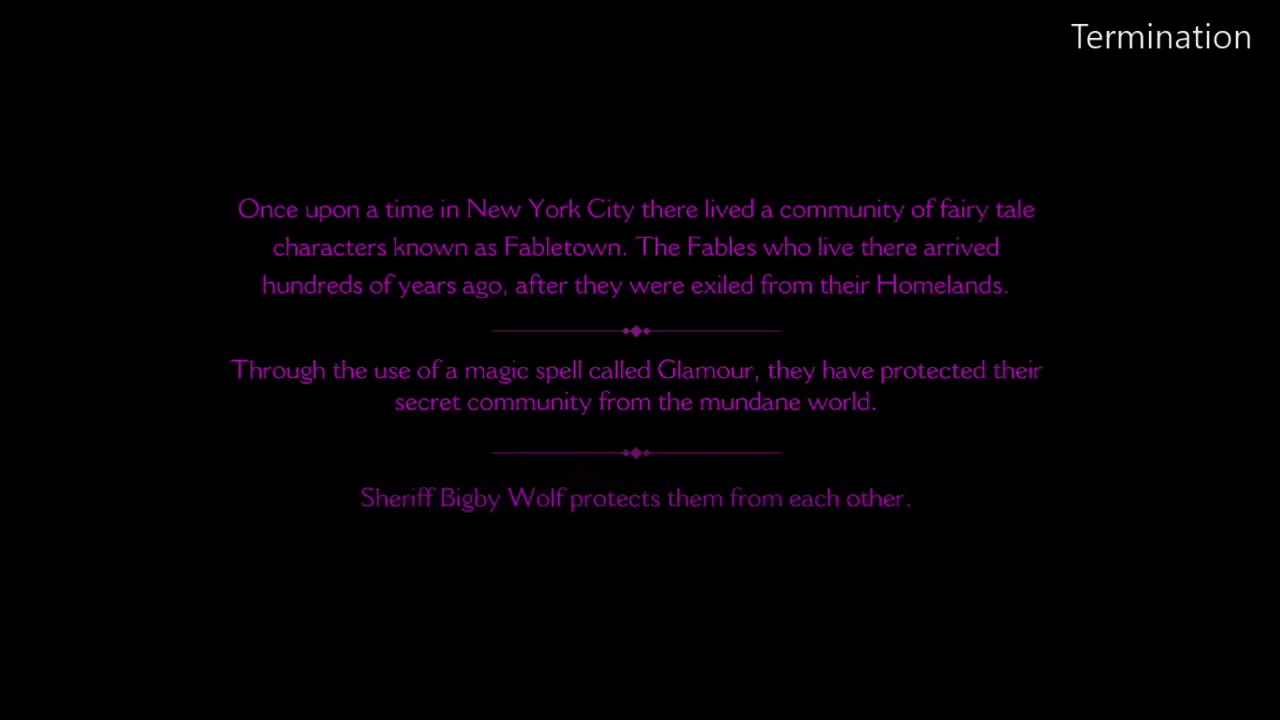 Termination
Once upon a time in New York City there lived a community of fairy tale
characters known as Fabletown. The Fables who live there arrived
hundreds of years ago, after they were exiled from their Homelands.
Through the use of a magic spell called Glamour, they have protected their
secret community from the mundane world.
Sheriff Bigby Wolf protects them from each other.